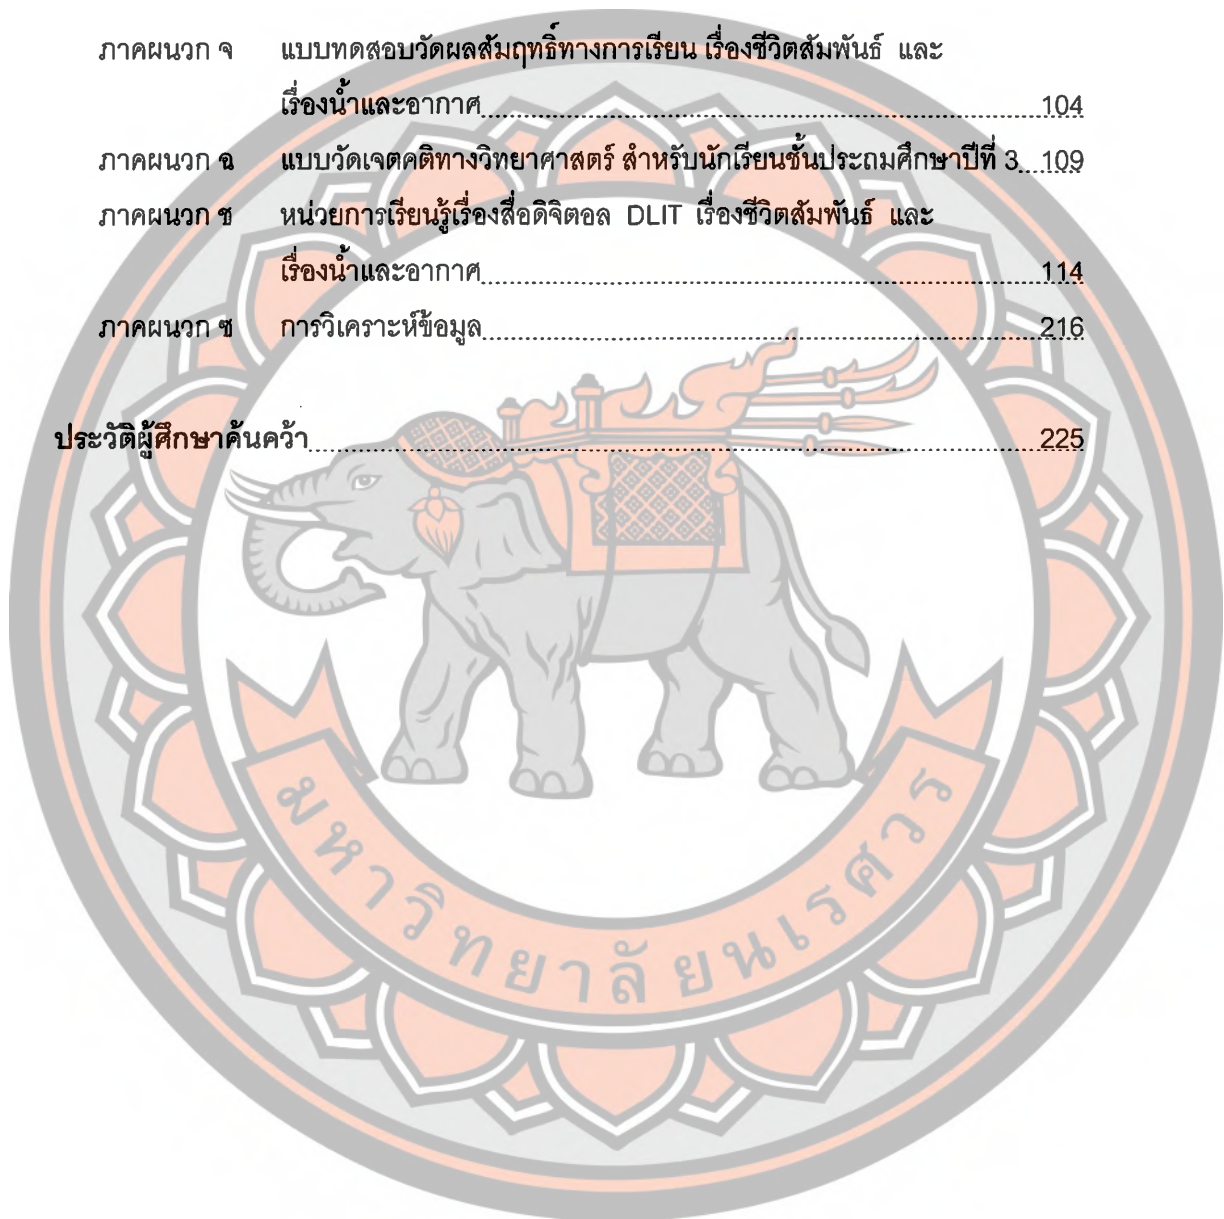 ภาคผนวก จ แบบทดสอบวัดผลสัมฤทธิ์ทางการเรียน เรื่องชีวิตสัมพันธ์ และ
เรื่องน้ำและอากาศ 104
ภาคผนวก ฉ แบบวัดเจตคติทางวิทยาศาสตร์ สำหรับนักเรียนชั้นประถมศึกษาปีที่ 3 109
ภาคผนวก ช หน่วยการเรียนรู้เรื่องสื่อดิจิตอล DLIT เรื่องชีวิตสัมพันธ์ และ
เรื่องน้ำและอากาศ 114
ภาคผนวก ซ การวิเคราะห์ข้อมูล 216
ประวัติผู้ศึกษาค้นคว้า 225
มหาวิทยาลัยนเรศวร